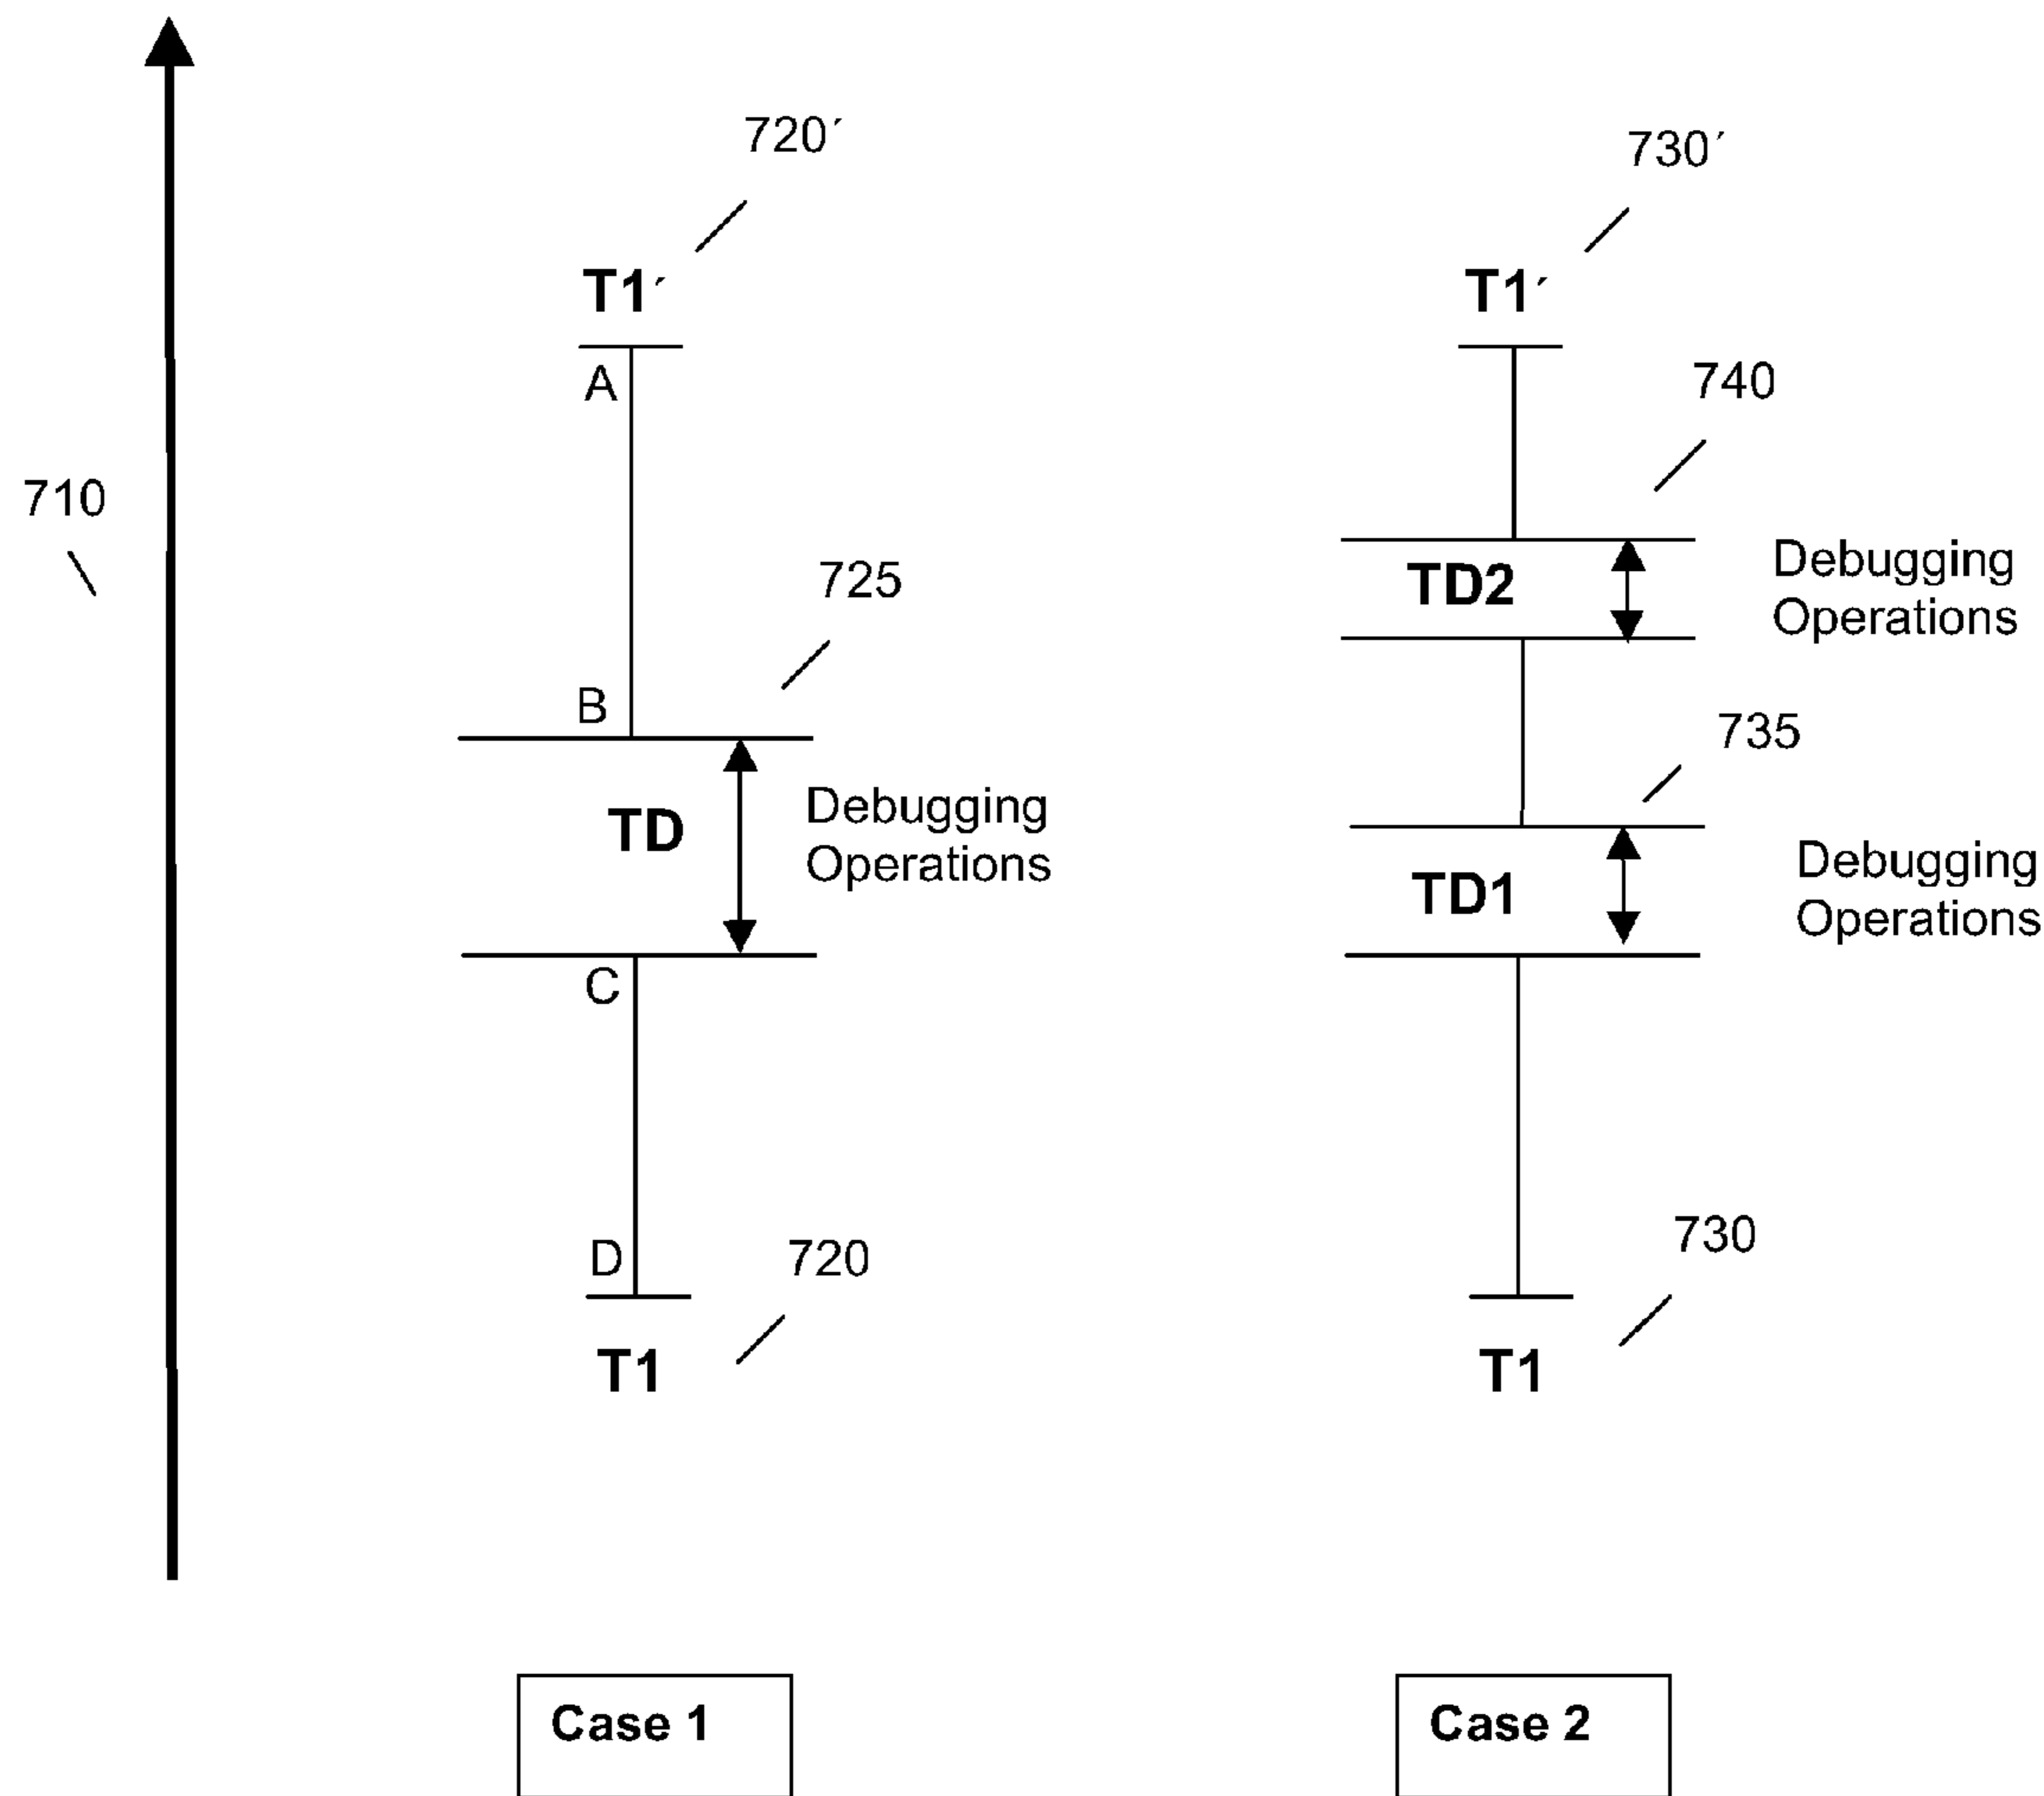 720´
730´
T1´
T1´
A
740
710
Debugging
Operations
TD2
725
B
735
Debugging
Operations
TD
Debugging
Operations
TD1
C
D
720
730
T1
T1
Case 1
Case 2